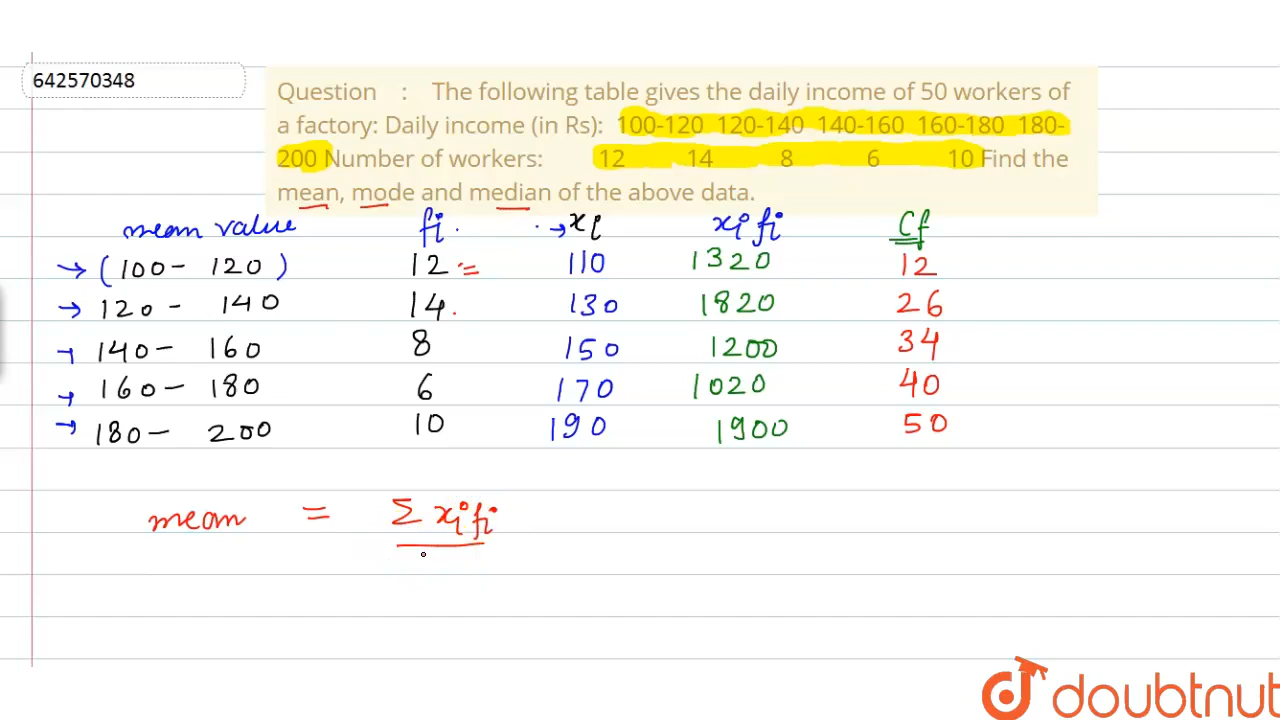 642570348
Question : The following table gives the daily income of 50 workers of
a factory: Daily income (in Rs): 100-120 120-140 140-160 160-180 180-
200 Number of workers: 12 14 8 6 10 Find the
mean, mode and median of the above data.
mean value fi xi xi fi Cf
→ (100 - 120) 12 = 110 1320 12
→ 120 - 140 14 130 1820 26
→ 140 - 160 8 150 1200 34
→ 160 - 180 6 170 1020 40
→ 180 - 200 10 190 1900 50
mean = Σ xi fi
doubtnut